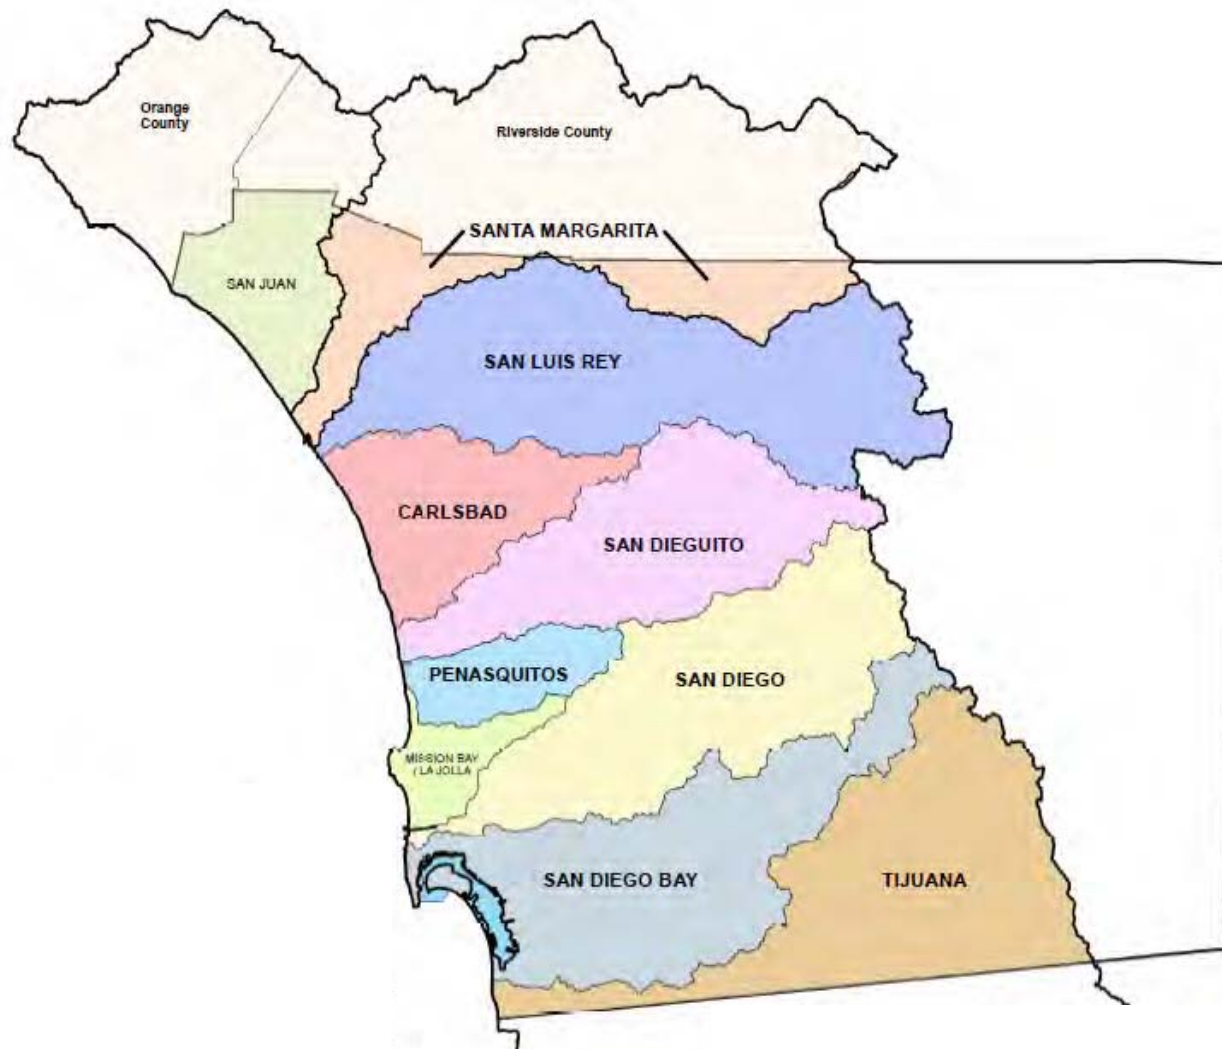 Orange
County
Riverside County
SANTA MARGARITA
SAN JUAN
SAN LUIS REY
CARLSBAD
SAN DIEGUITO
PENASQUITOS
SAN DIEGO
MISSION BAY
/ LA JOLLA
SAN DIEGO BAY
TIJUANA